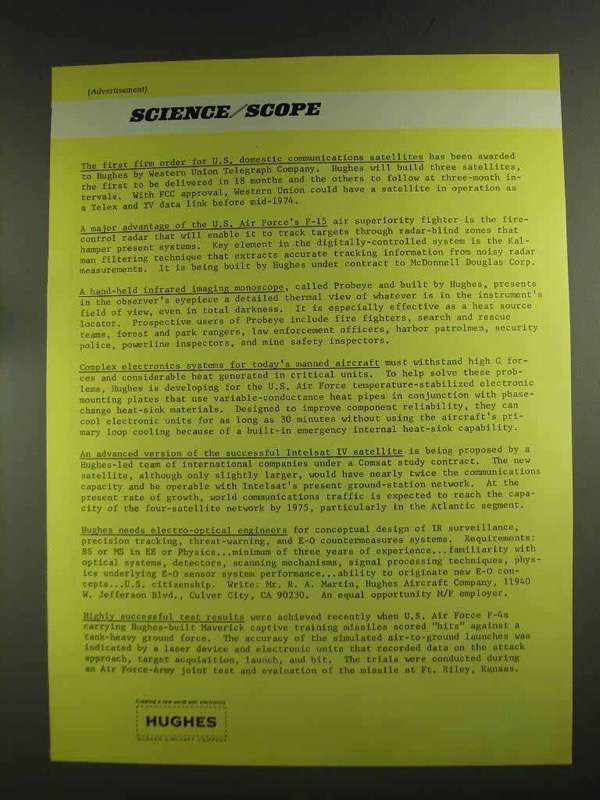 (Advertisement)
SCIENCE/SCOPE
The first firm order for U.S. domestic communications satellites has been awarded
to Hughes by Western Union Telegraph Company. Hughes will build three satellites,
the first to be delivered in 18 months and the others to follow at three-month in-
tervals. With FCC approval, Western Union could have a satellite in operation as
a Telex and TV data link before mid-1974.
A major advantage of the U.S. Air Force's F-15 air superiority fighter is the fire-
control radar that will enable it to track targets through radar-blind zones that
hamper present systems. Key element in the digitally-controlled system is the Kal-
man filtering technique that extracts accurate tracking information from noisy radar
measurements. It is being built by Hughes under contract to McDonnell Douglas Corp.
A hand-held infrared imaging monoscope, called Probeye and built by Hughes, presents
in the observer's eyepiece a detailed thermal view of whatever is in the instrument's
field of view, even in total darkness. It is especially effective as a heat source
locator. Prospective users of Probeye include fire fighters, search and rescue
teams, forest and park rangers, law enforcement officers, harbor patrolmen, security
police, powerline inspectors, and mine safety inspectors.
Complex electronics systems for today's manned aircraft must withstand high G for-
ces and considerable heat generated in critical units. To help solve these prob-
lems, Hughes is developing for the U.S. Air Force temperature-stabilized electronic
mounting plates that use variable-conductance heat pipes in conjunction with phase-
change heat-sink materials. Designed to improve component reliability, they can
cool electronic units for as long as 30 minutes without using the aircraft's pri-
mary loop cooling because of a built-in emergency internal heat-sink capability.
An advanced version of the successful Intelsat IV satellite is being proposed by a
Hughes-led team of international companies under a Comsat study contract. The new
satellite, although only slightly larger, would have nearly twice the communications
capacity and be operable with Intelsat's present ground-station network. At the
present rate of growth, world communications traffic is expected to reach the capa-
city of the four-satellite network by 1975, particularly in the Atlantic segment.
Hughes needs electro-optical engineers for conceptual design of IR surveillance,
precision tracking, threat-warning, and E-O countermeasures systems. Requirements:
BS or MS in EE or Physics...minimum of three years of experience...familiarity with
optical systems, detectors, scanning mechanisms, signal processing techniques, phys-
ics underlying E-O sensor system performance...ability to originate new E-O con-
cepts...U.S. citizenship. Write: Mr. R. A. Martin, Hughes Aircraft Company, 11940
W. Jefferson Blvd., Culver City, CA 90230. An equal opportunity M/F employer.
Highly successful test results were achieved recently when U.S. Air Force F-4s
carrying Hughes-built Maverick captive training missiles scored "hits" against a
tank-heavy ground force. The accuracy of the simulated air-to-ground launches was
indicated by a laser device and electronic units that recorded data on the attack
approach, target acquisition, launch, and hit. The trials were conducted during
an Air Force-Army joint test and evaluation of the missile at Ft. Riley, Kansas.
Creating a new world with electronics
HUGHES
HUGHES AIRCRAFT COMPANY